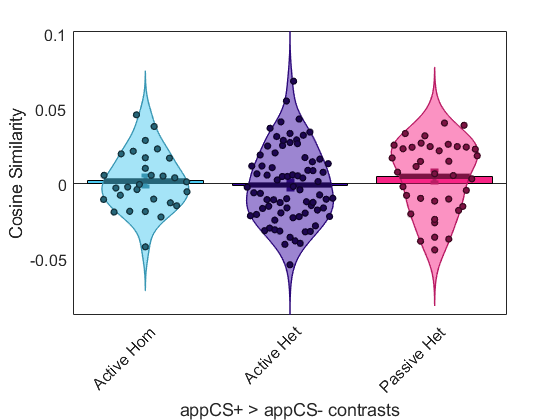 0.1
0.05
0
-0.05
Cosine Similarity
Active Hom
Active Het
Passive Het
appCS+ > appCS- contrasts